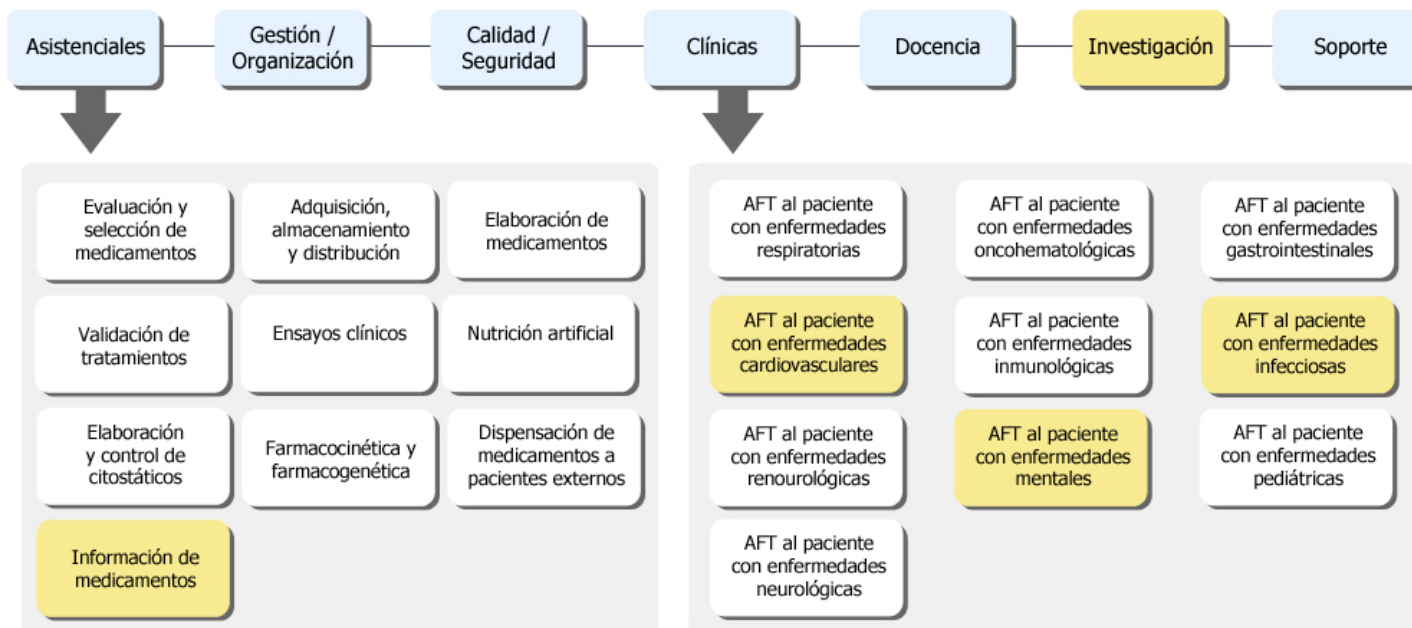 Asistenciales
Gestión /
Organización
Calidad /
Seguridad
Clínicas
Docencia
Investigación
Soporte
Evaluación y
selección de
medicamentos
Adquisición,
almacenamiento
y distribución
Elaboración de
medicamentos
Validación de
tratamientos
Ensayos clínicos
Nutrición artificial
Elaboración
y control de
citostáticos
Farmacocinética y
farmacogenética
Dispensación de
medicamentos a
pacientes externos
Información de
medicamentos
AFT al paciente
con enfermedades
respiratorias
AFT al paciente
con enfermedades
oncohematológicas
AFT al paciente
con enfermedades
gastrointestinales
AFT al paciente
con enfermedades
cardiovasculares
AFT al paciente
con enfermedades
inmunológicas
AFT al paciente
con enfermedades
infecciosas
AFT al paciente
con enfermedades
renourológicas
AFT al paciente
con enfermedades
mentales
AFT al paciente
con enfermedades
pediátricas
AFT al paciente
con enfermedades
neurológicas